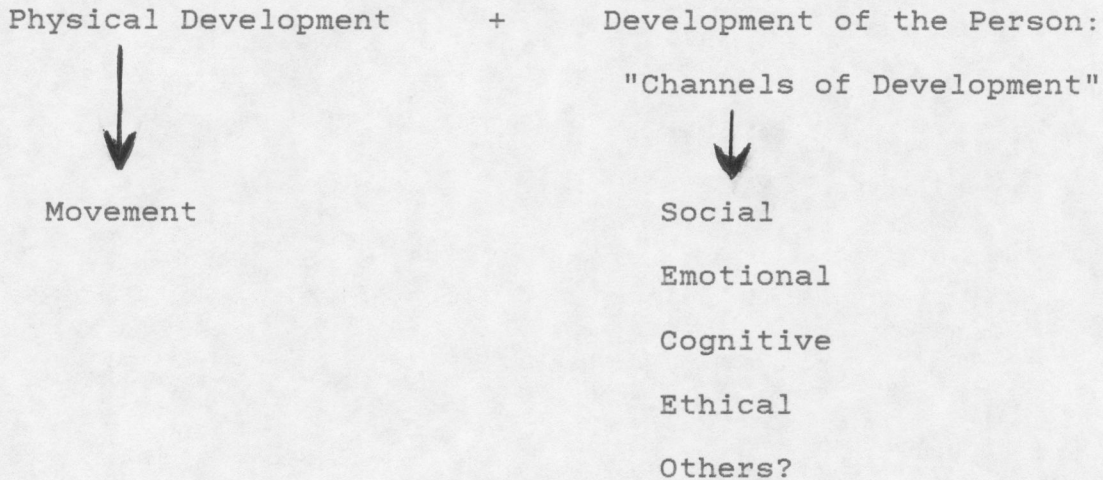 Physical Development + Development of the Person:
"Channels of Development"
Movement Social
Emotional
Cognitive
Ethical
Others?